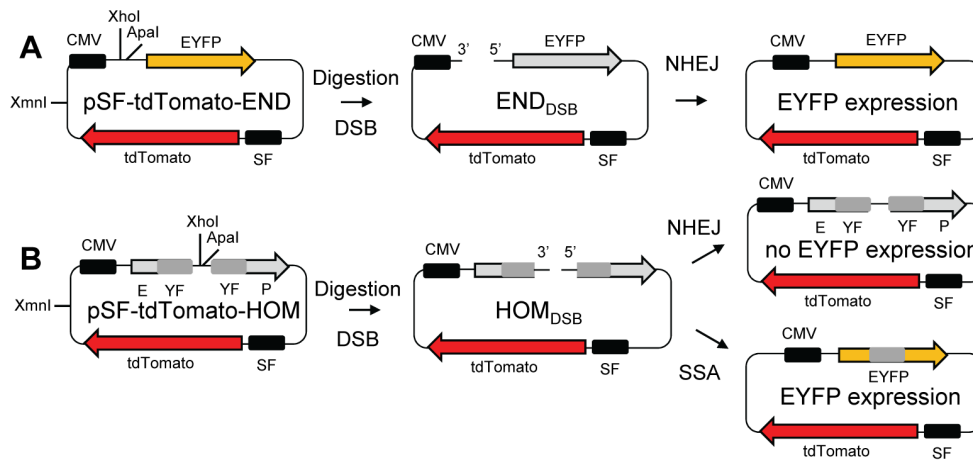 A
XhoI
ApaI
CMV
EYFP
XmnI
pSF-tdTomato-END
tdTomato
SF
Digestion
DSB
CMV
3’ 5’
EYFP
END DSB
tdTomato
SF
NHEJ
CMV
EYFP
EYFP expression
tdTomato
SF
B
XhoI
ApaI
CMV
E YF YF P
XmnI
pSF-tdTomato-HOM
tdTomato
SF
Digestion
DSB
CMV
3’ 5’
HOM DSB
tdTomato
SF
NHEJ
CMV
E YF YF P
no EYFP expression
tdTomato
SF
SSA
CMV
EYFP
EYFP expression
tdTomato
SF